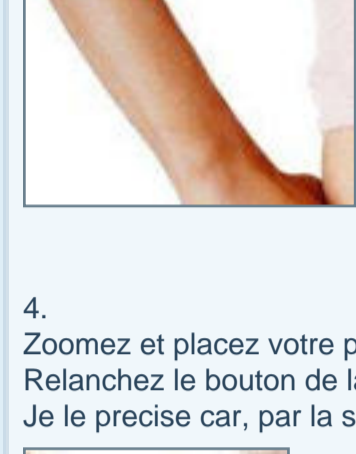 4.
Zoomez et placez votre
Relanchez le bouton de
Je le precise car, par la